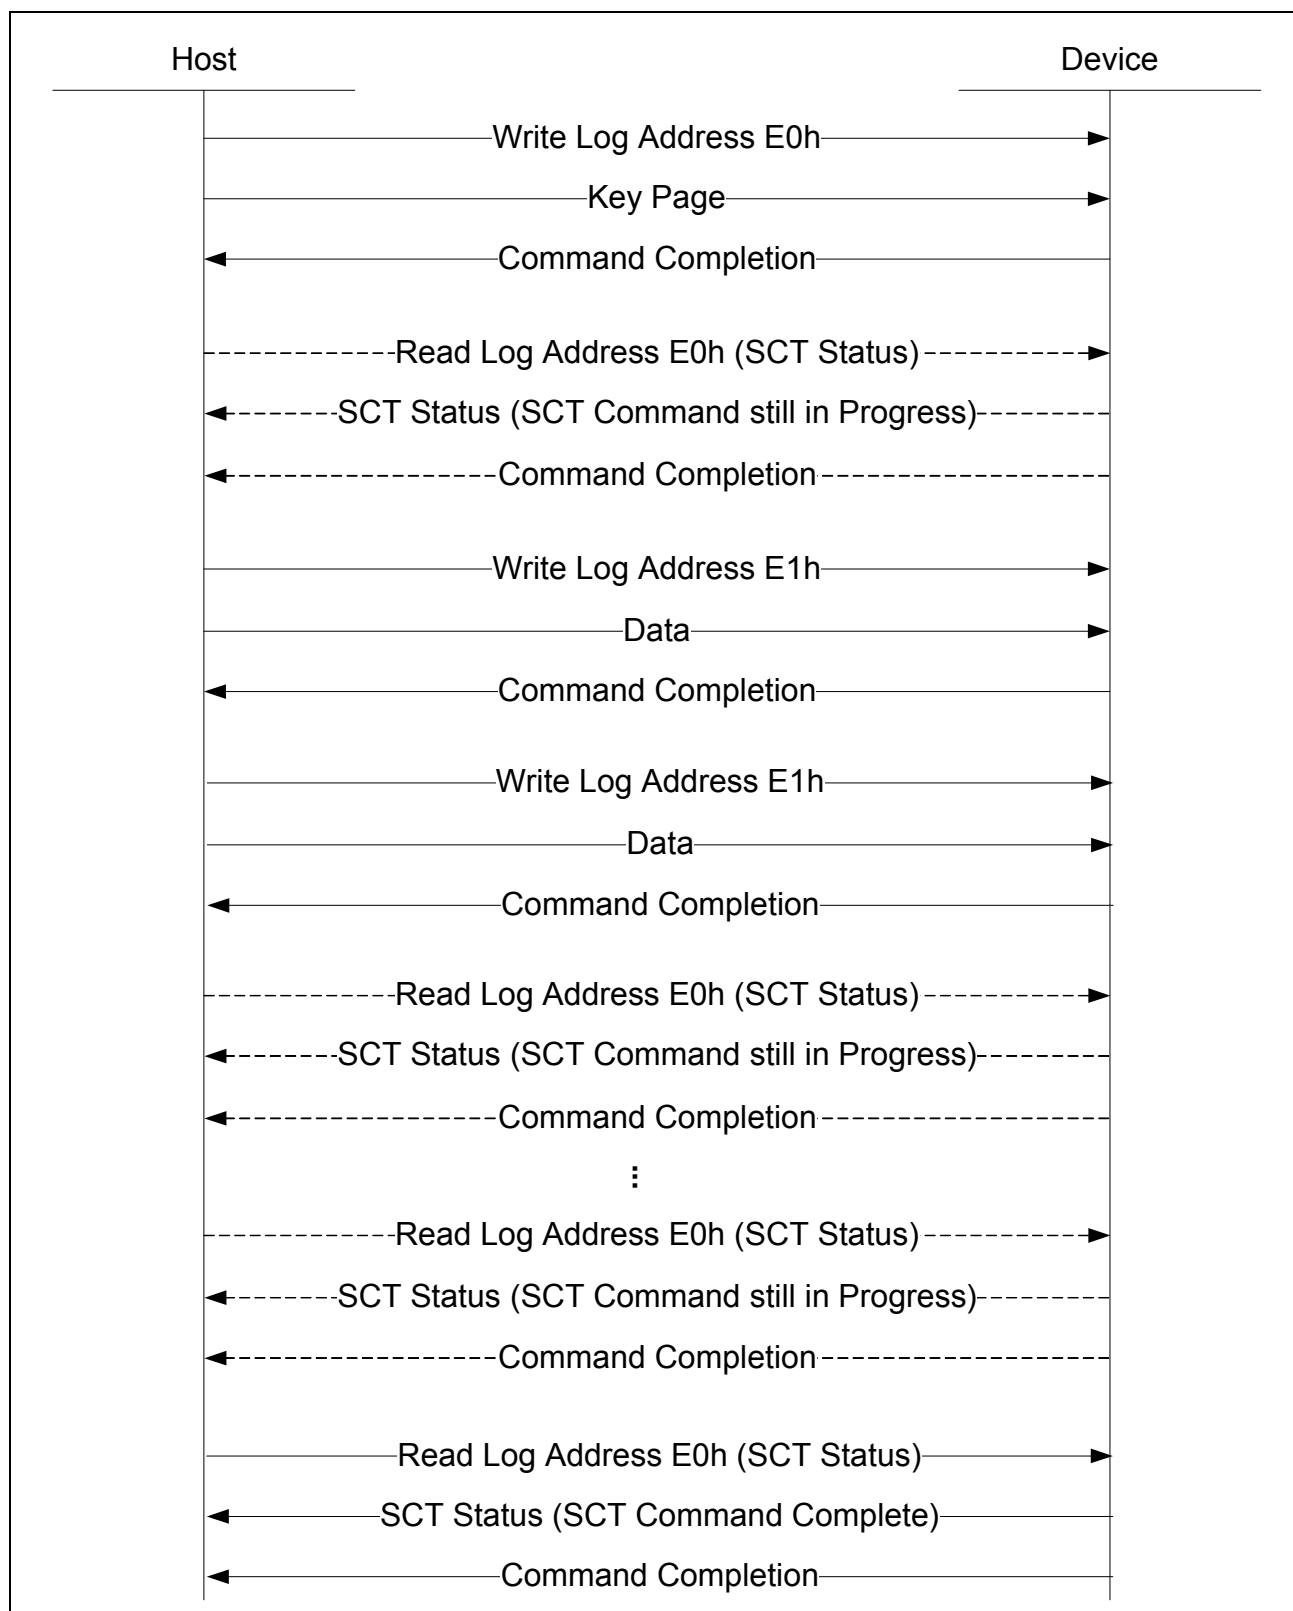 Host
Device
Write Log Address E0h
Key Page
Command Completion
Read Log Address E0h (SCT Status)
SCT Status (SCT Command still in Progress)
Command Completion
Write Log Address E1h
Data
Command Completion
Write Log Address E1h
Data
Command Completion
Read Log Address E0h (SCT Status)
SCT Status (SCT Command still in Progress)
Command Completion
...
Read Log Address E0h (SCT Status)
SCT Status (SCT Command still in Progress)
Command Completion
Read Log Address E0h (SCT Status)
SCT Status (SCT Command Complete)
Command Completion